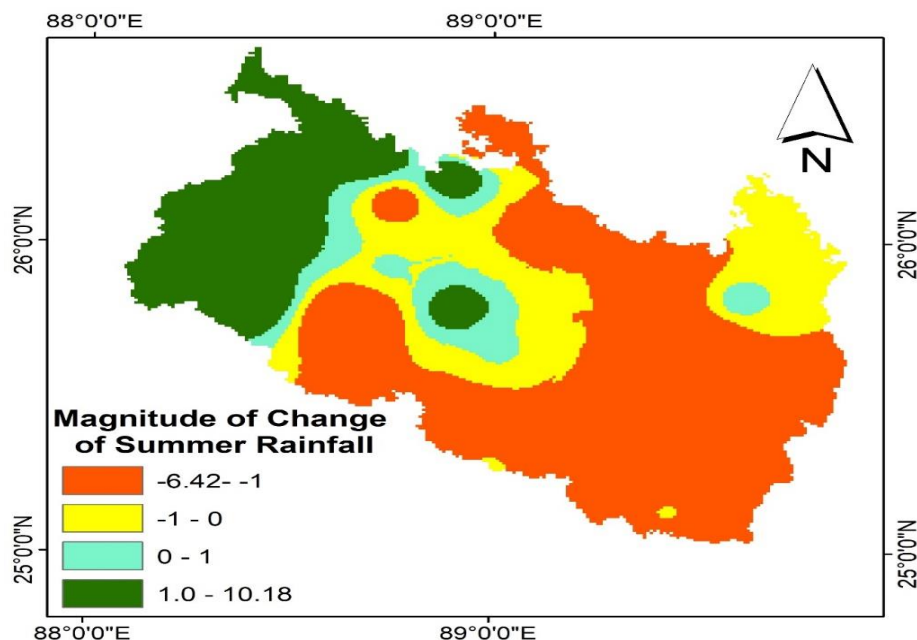 88°0'0"E 89°0'0"E
N
26°0'0"N 26°0'0"N
Magnitude of Change
of Summer Rainfall
-6.42- -1
-1 - 0
0 - 1
1.0 - 10.18
25°0'0"N 25°0'0"N
88°0'0"E 89°0'0"E